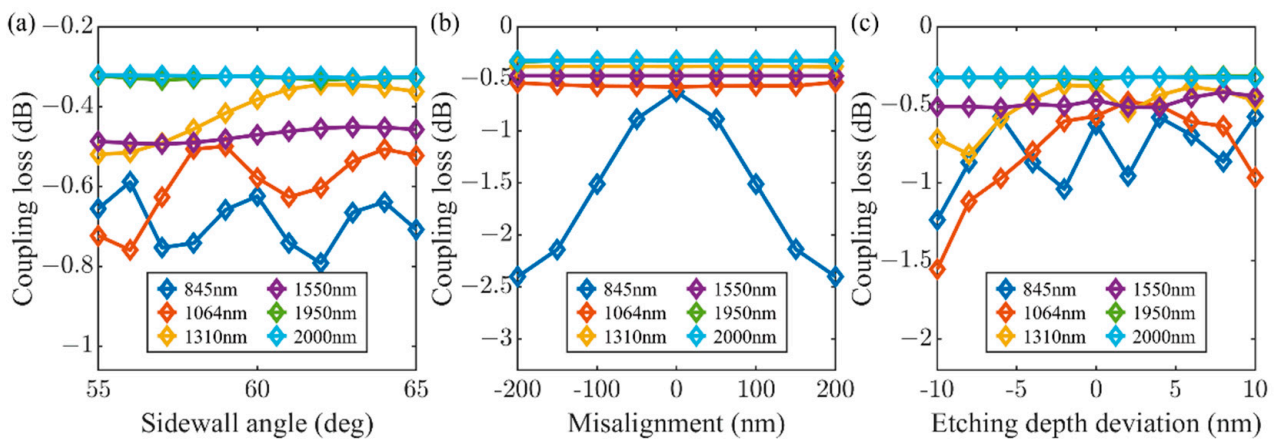 (a)
−0.2
−0.4
−0.6
−0.8
−1
Coupling loss (dB)
845nm 1550nm
1064nm 1950nm
1310nm 2000nm
55 60 65
Sidewall angle (deg)
(b)
0
−0.5
−1
−1.5
−2
−2.5
−3
Coupling loss (dB)
845nm 1550nm
1064nm 1950nm
1310nm 2000nm
-200 -100 0 100 200
Misalignment (nm)
(c)
0
−0.5
−1
−1.5
−2
Coupling loss (dB)
845nm 1550nm
1064nm 1950nm
1310nm 2000nm
-10 -5 0 5 10
Etching depth deviation (nm)